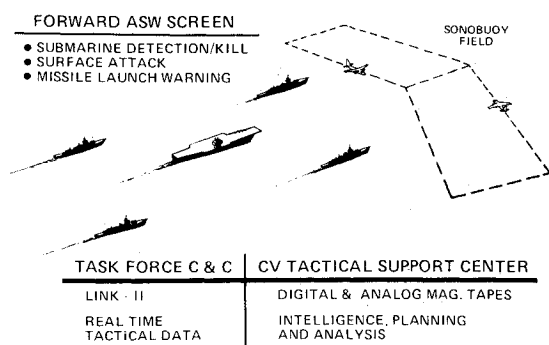 FORWARD ASW SCREEN
● SUBMARINE DETECTION/KILL
● SURFACE ATTACK
● MISSILE LAUNCH WARNING
SONOBUOY
FIELD
TASK FORCE C & C
CV TACTICAL SUPPORT CENTER
LINK - II
DIGITAL & ANALOG MAG. TAPES
REAL TIME
TACTICAL DATA
INTELLIGENCE, PLANNING
AND ANALYSIS